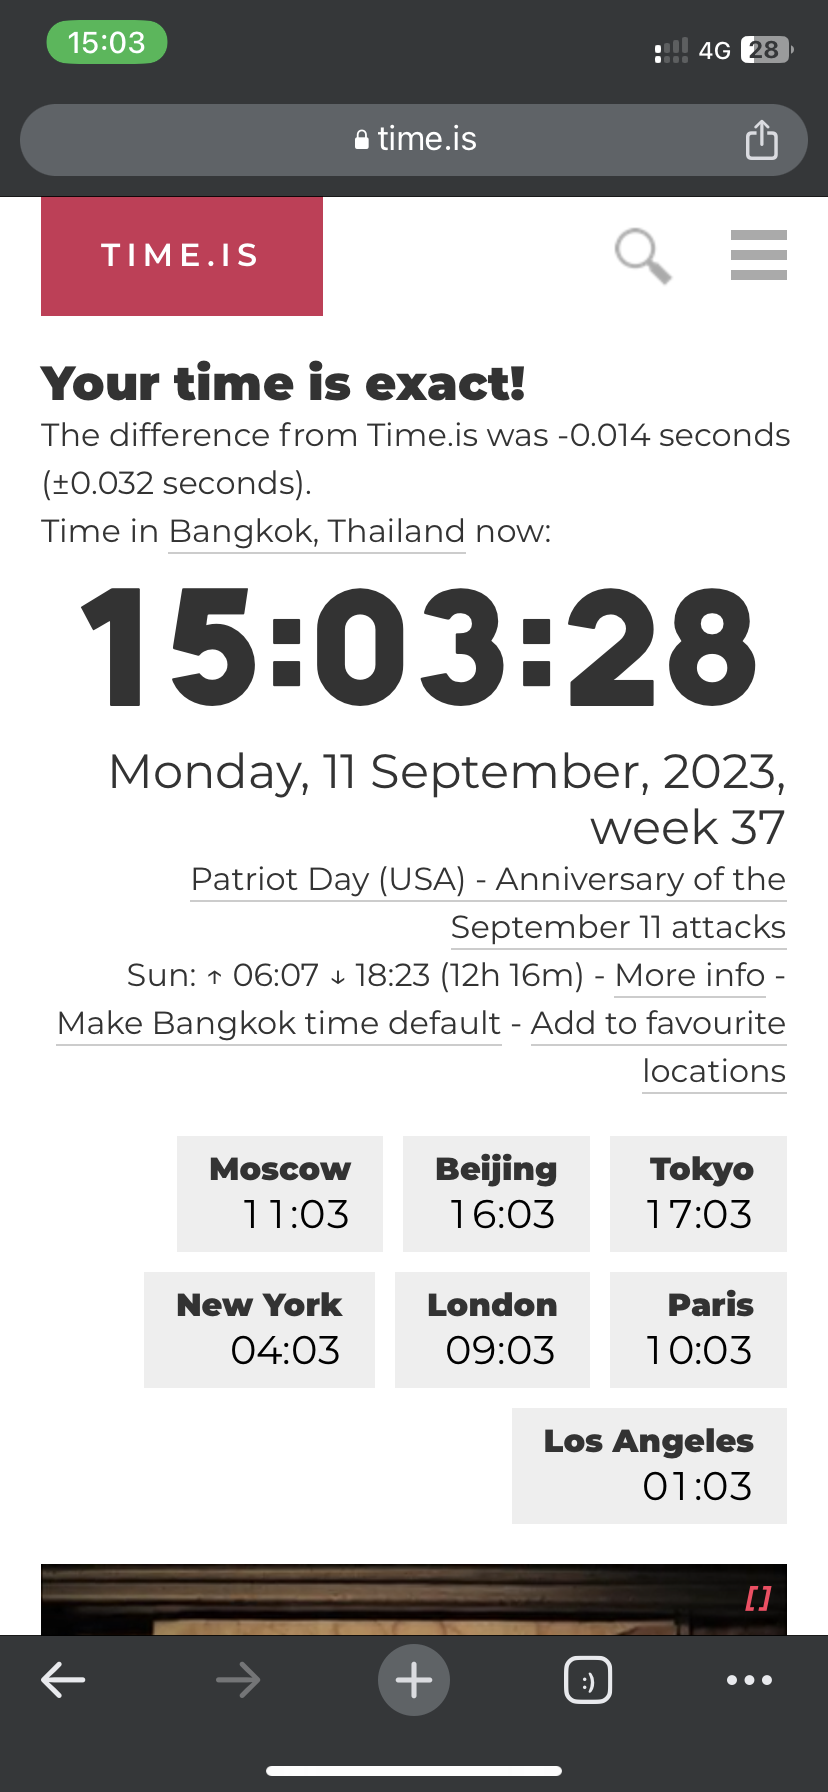 15:03
4G 28
time.is
TIME.IS
Your time is exact!
The difference from Time.is was -0.014 seconds
(±0.032 seconds).
Time in Bangkok, Thailand now:
15:03:28
Monday, 11 September, 2023,
week 37
Patriot Day (USA) - Anniversary of the
September 11 attacks
Sun: ↑ 06:07 ↓ 18:23 (12h 16m) - More info -
Make Bangkok time default - Add to favourite
locations
Moscow Beijing Tokyo
11:03 16:03 17:03
New York London Paris
04:03 09:03 10:03
Los Angeles
01:03
[]
:)